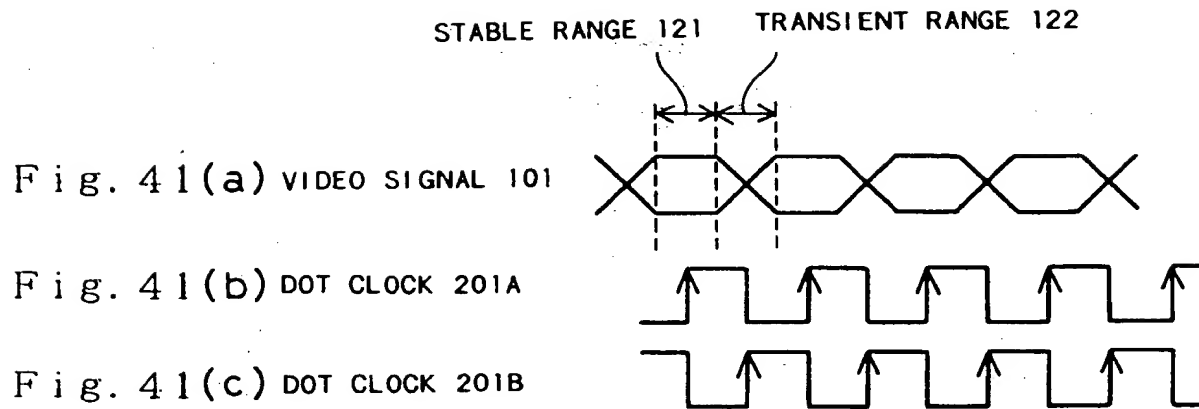 STABLE RANGE 121 TRANSIENT RANGE 122
Fig. 41(a) VIDEO SIGNAL 101
Fig. 41(b) DOT CLOCK 201A
Fig. 41(c) DOT CLOCK 201B